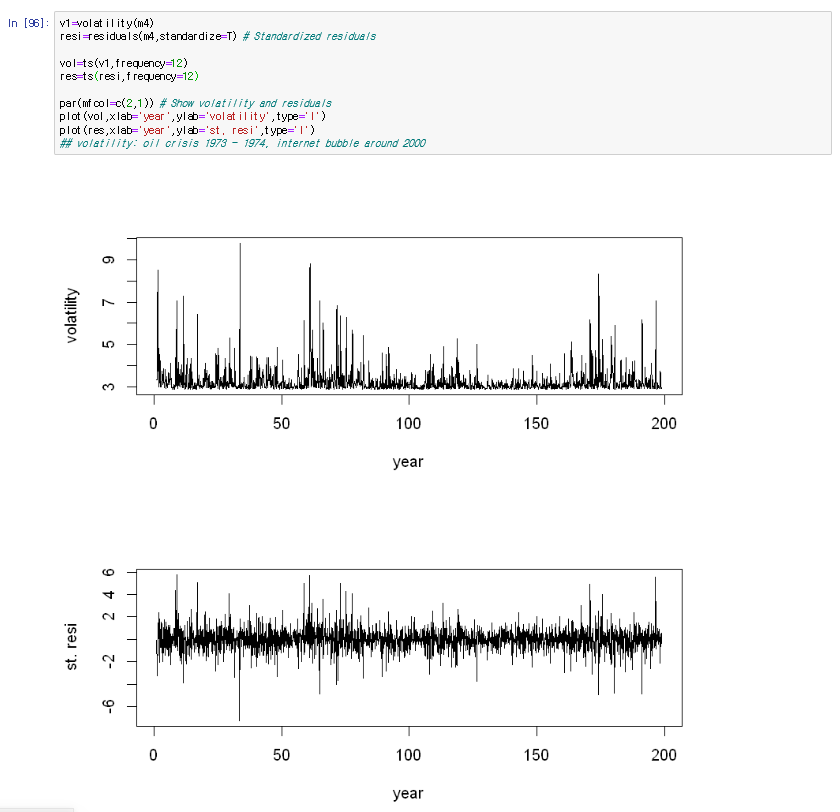 In [96]:
v1=volatility(m4)
resi=residuals(m4,standardize=T) # Standardized residuals
vol=ts(v1,frequency=12)
res=ts(resi,frequency=12)
par(mfcol=c(2,1)) # Show volatility and residuals
plot(vol,xlab='year',ylab='volatility',type='l')
plot(res,xlab='year',ylab='st. resi',type='l')
## volatility: oil crisis 1973 - 1974, internet bubble around 2000
volatility
9
7
5
3
0 50 100 150 200
year
st. resi
6
4
2
-2
-6
0 50 100 150 200
year